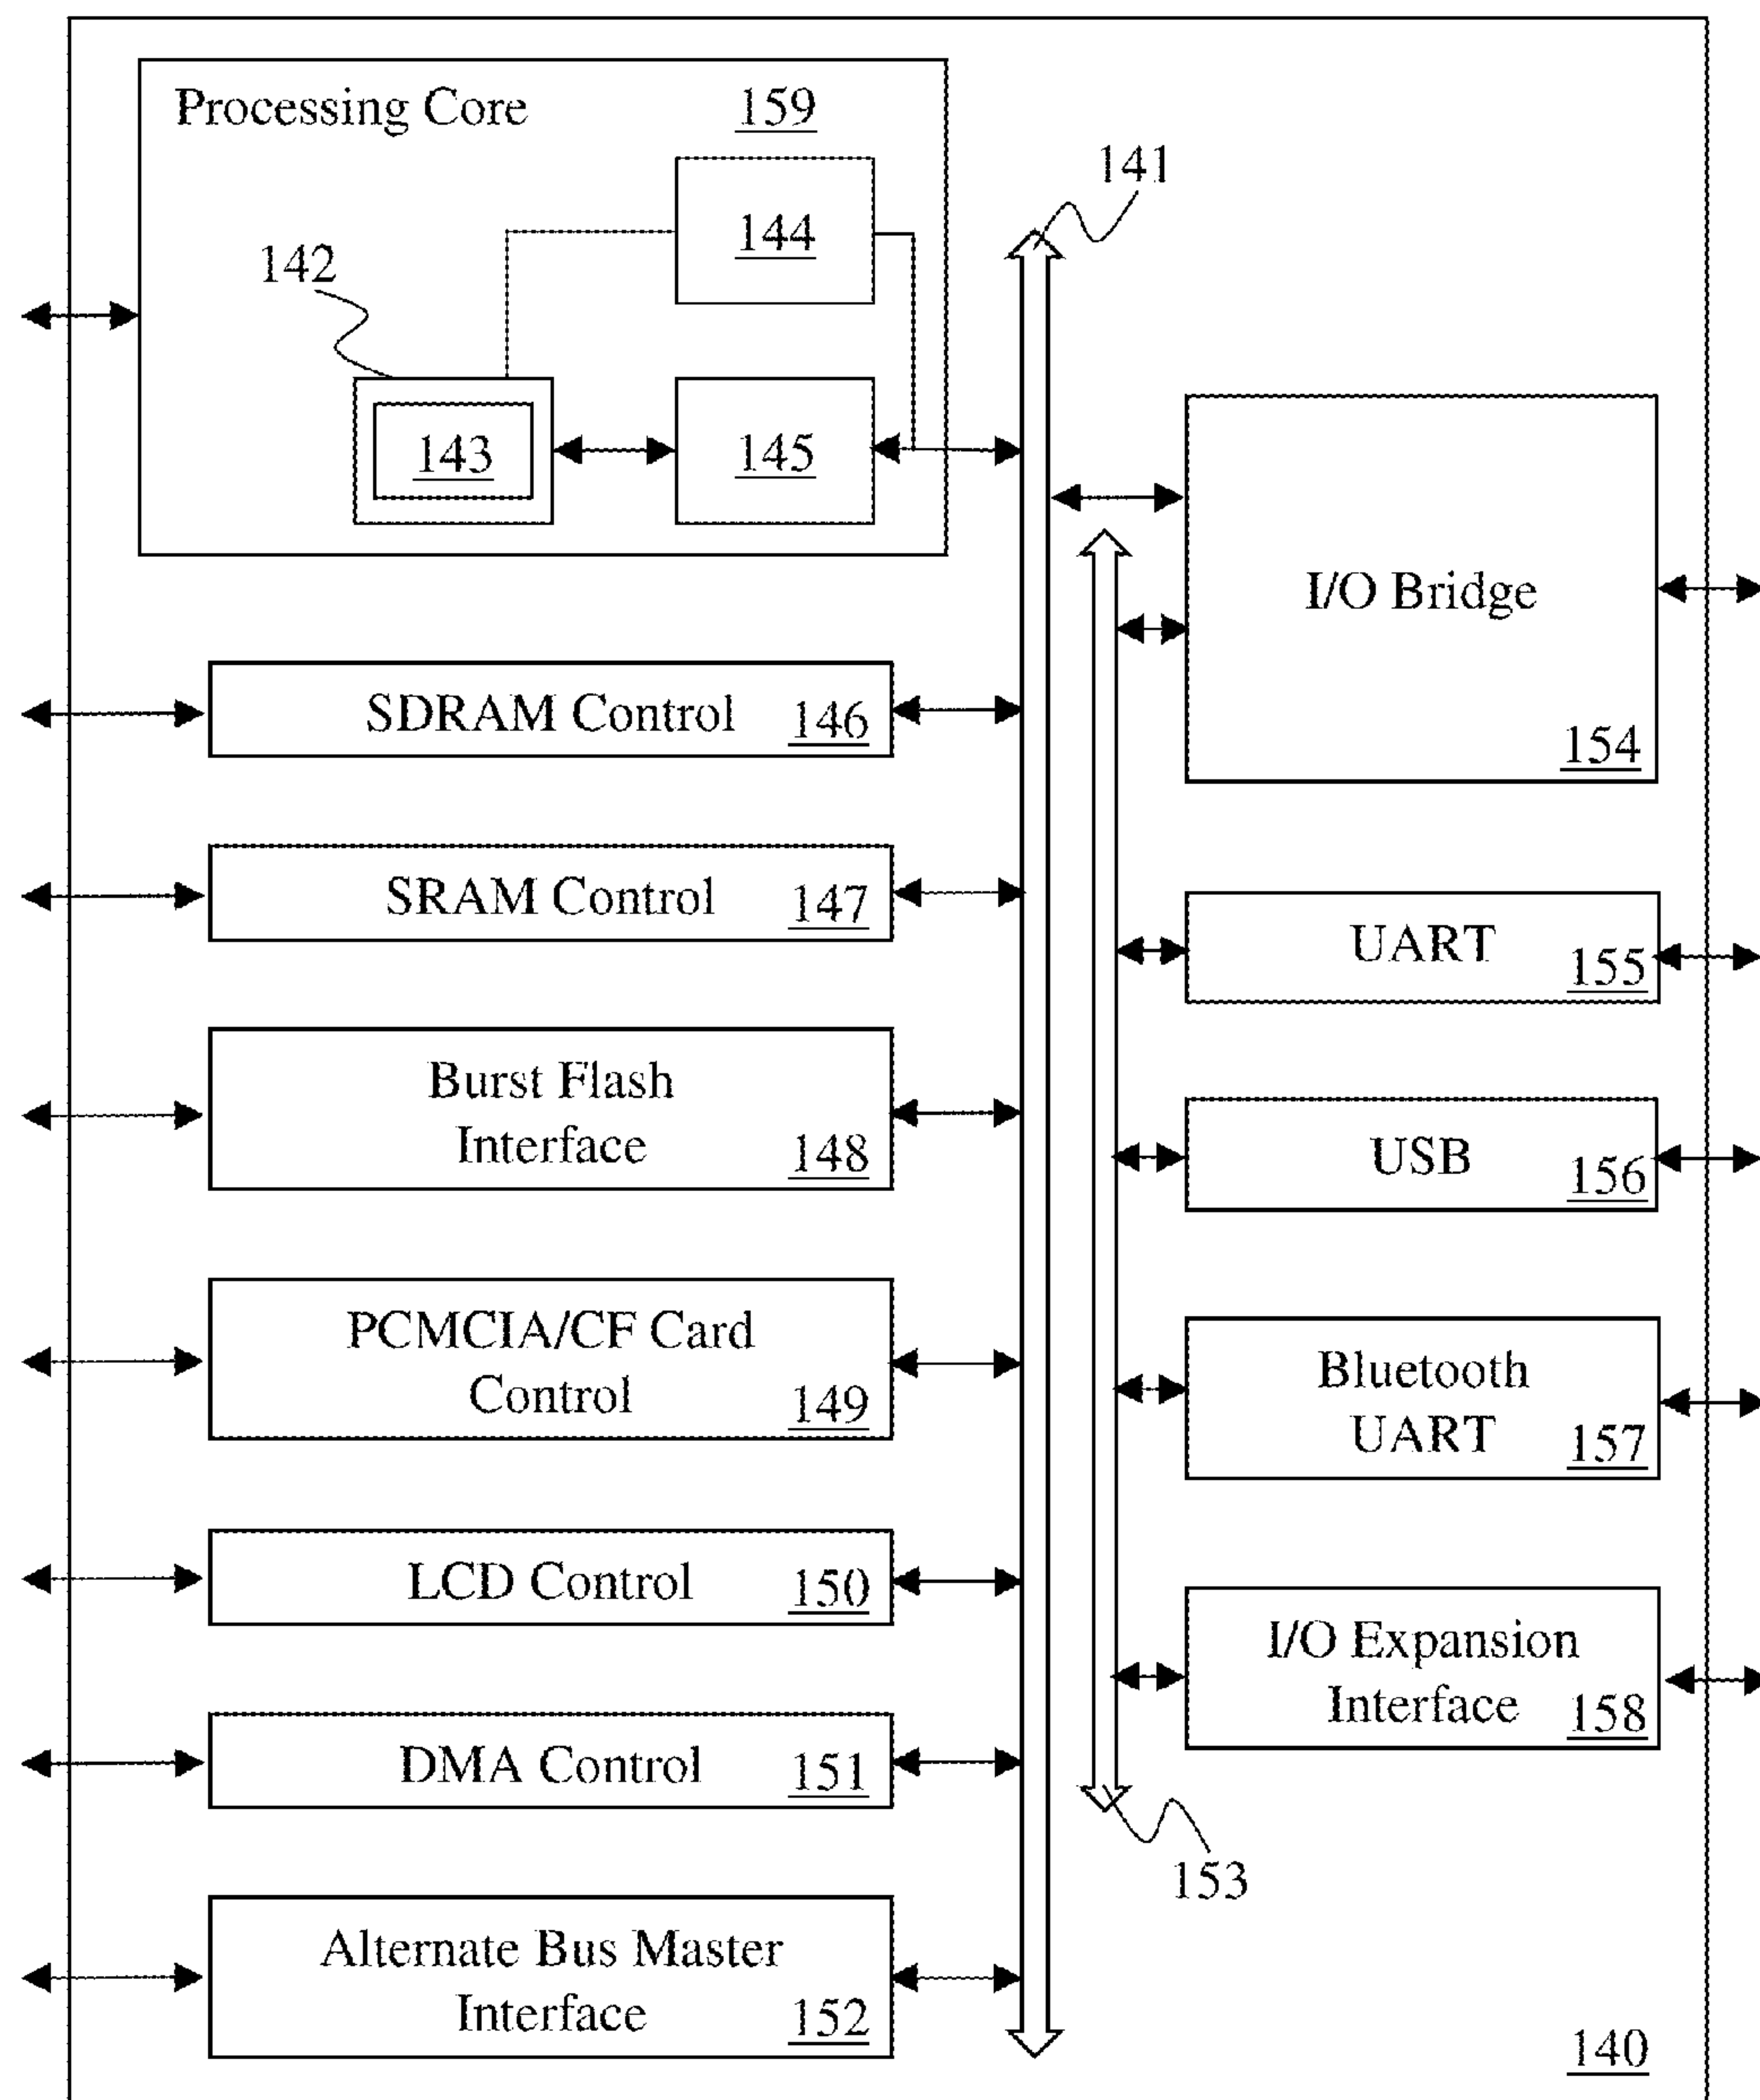 Processing Core
159
141
144
142
143
145
I/O Bridge
154
SDRAM Control
146
SRAM Control
147
UART
155
Burst Flash
Interface
148
USB
156
PCMCIA/CF Card
Control
149
Bluetooth
UART
157
LCD Control
150
I/O Expansion
Interface
158
DMA Control
151
153
Alternate Bus Master
Interface
152
140